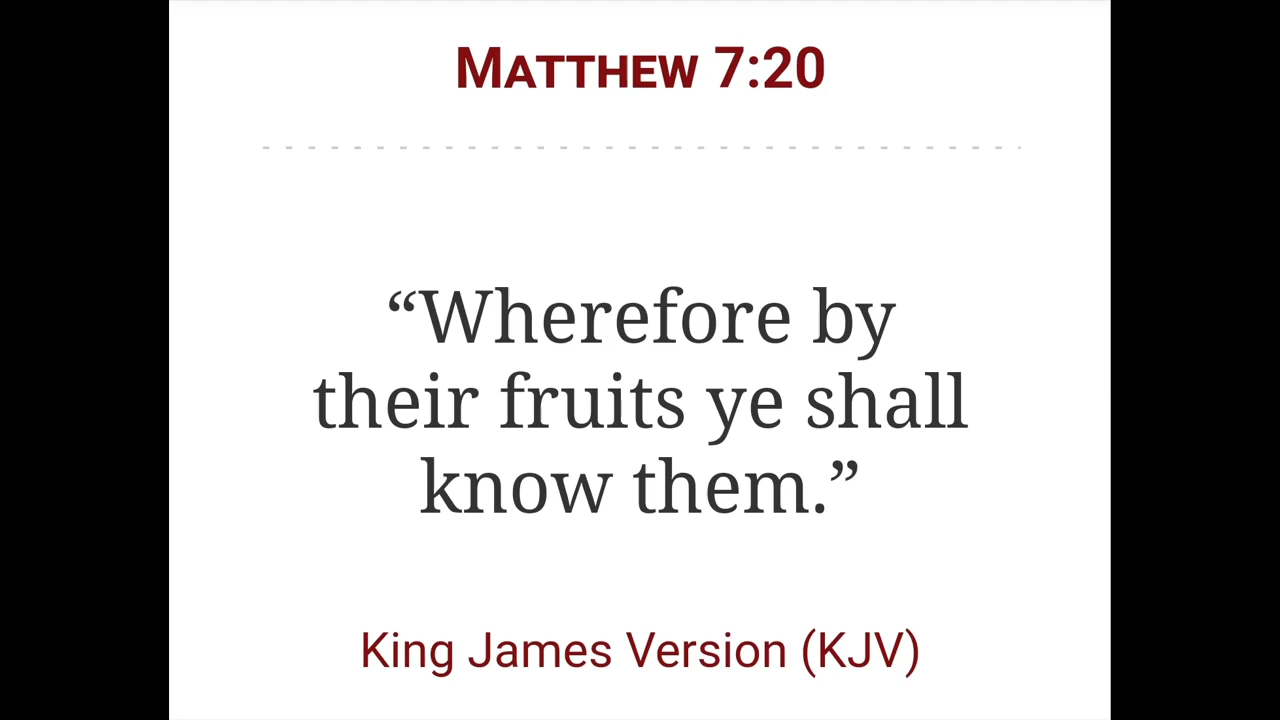 Matthew 7:20
“Wherefore by
their fruits ye shall
know them.”
King James Version (KJV)